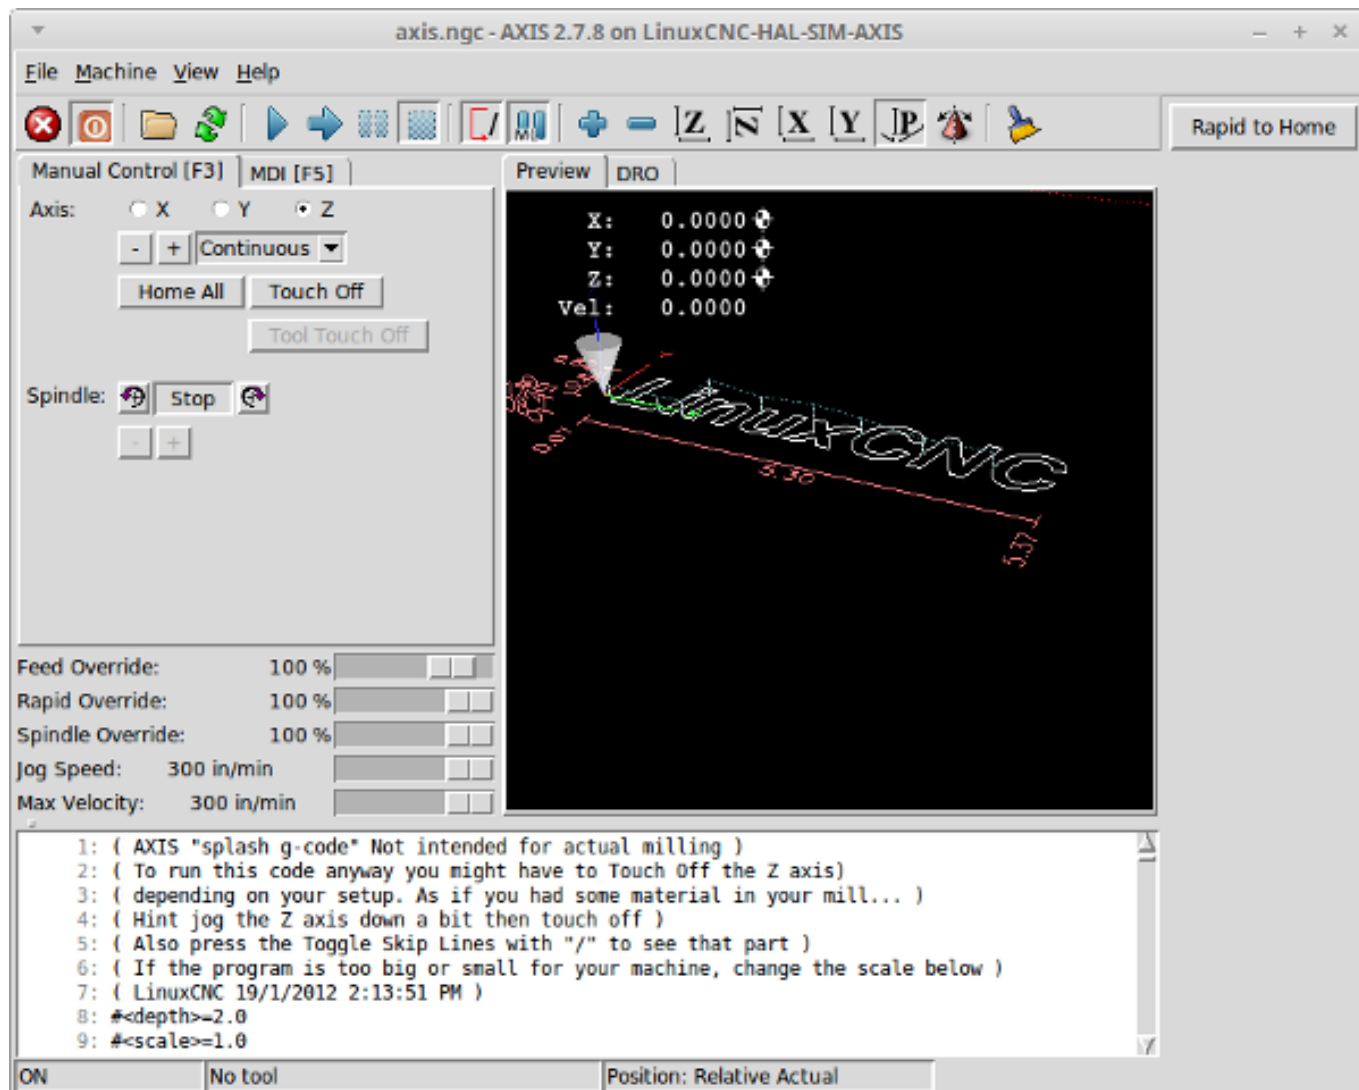 axis.ngc - AXIS 2.7.8 on LinuxCNC-HAL-SIM-AXIS
File Machine View Help
Z N X Y P
Rapid to Home
Manual Control [F3] MDI [F5]
Preview DRO
Axis: X Y Z
- + Continuous
Home All Touch Off
Tool Touch Off
Spindle: Stop
- +
X: 0.0000
Y: 0.0000
Z: 0.0000
Vel: 0.0000
LinuxCNC
5.36
5.37
Feed Override: 100 %
Rapid Override: 100 %
Spindle Override: 100 %
Jog Speed: 300 in/min
Max Velocity: 300 in/min
1: ( AXIS "splash g-code" Not intended for actual milling )
2: ( To run this code anyway you might have to Touch Off the Z axis)
3: ( depending on your setup. As if you had some material in your mill... )
4: ( Hint jog the Z axis down a bit then touch off )
5: ( Also press the Toggle Skip Lines with "/" to see that part )
6: ( If the program is too big or small for your machine, change the scale below )
7: ( LinuxCNC 19/1/2012 2:13:51 PM )
8: #<depth>=2.0
9: #<scale>=1.0
ON No tool Position: Relative Actual